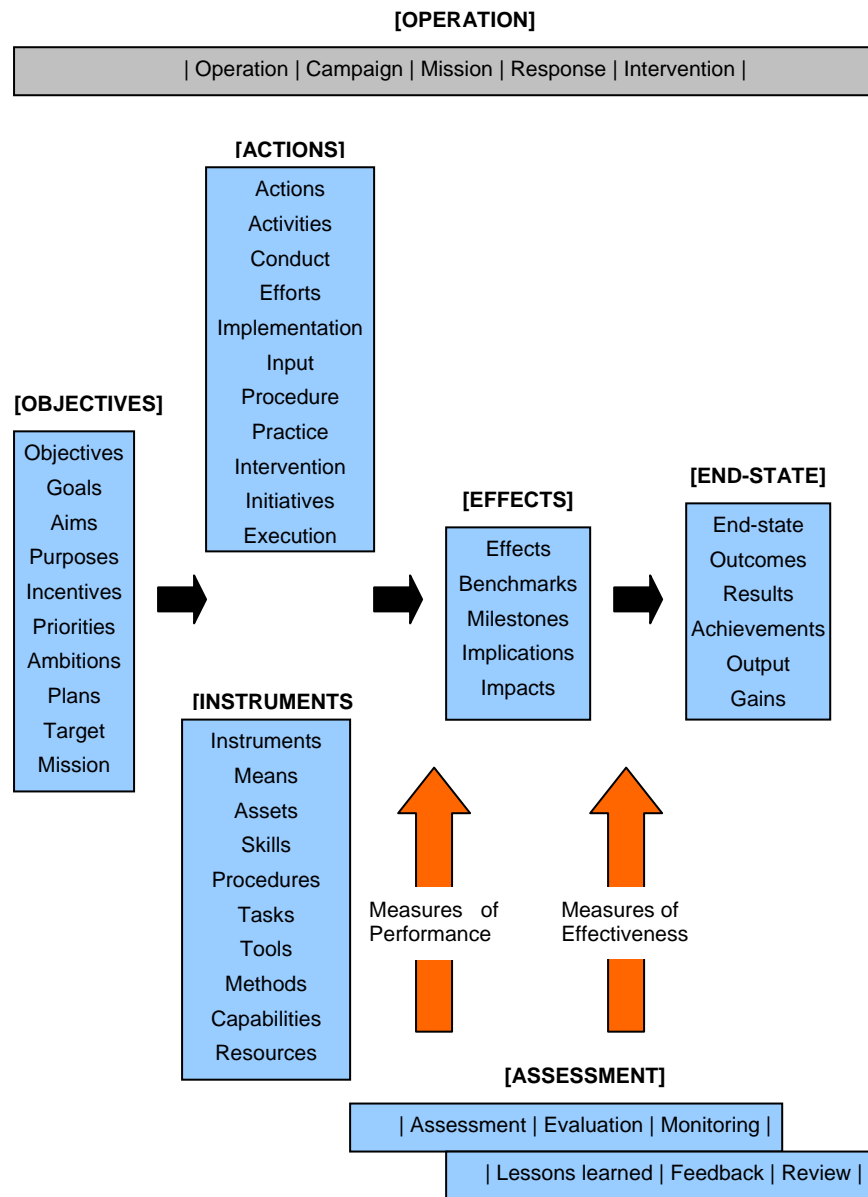 [OPERATION]
| Operation | Campaign | Mission | Response | Intervention |
[ACTIONS]
Actions
Activities
Conduct
Efforts
Implementation
Input
Procedure
Practice
Intervention
Initiatives
Execution
[OBJECTIVES]
Objectives
Goals
Aims
Purposes
Incentives
Priorities
Ambitions
Plans
Target
Mission
[INSTRUMENTS
Instruments
Means
Assets
Skills
Procedures
Tasks
Tools
Methods
Capabilities
Resources
[EFFECTS]
Effects
Benchmarks
Milestones
Implications
Impacts
[END-STATE]
End-state
Outcomes
Results
Achievements
Output
Gains
Measures of
Performance
Measures of
Effectiveness
[ASSESSMENT]
| Assessment | Evaluation | Monitoring |
| Lessons learned | Feedback | Review |